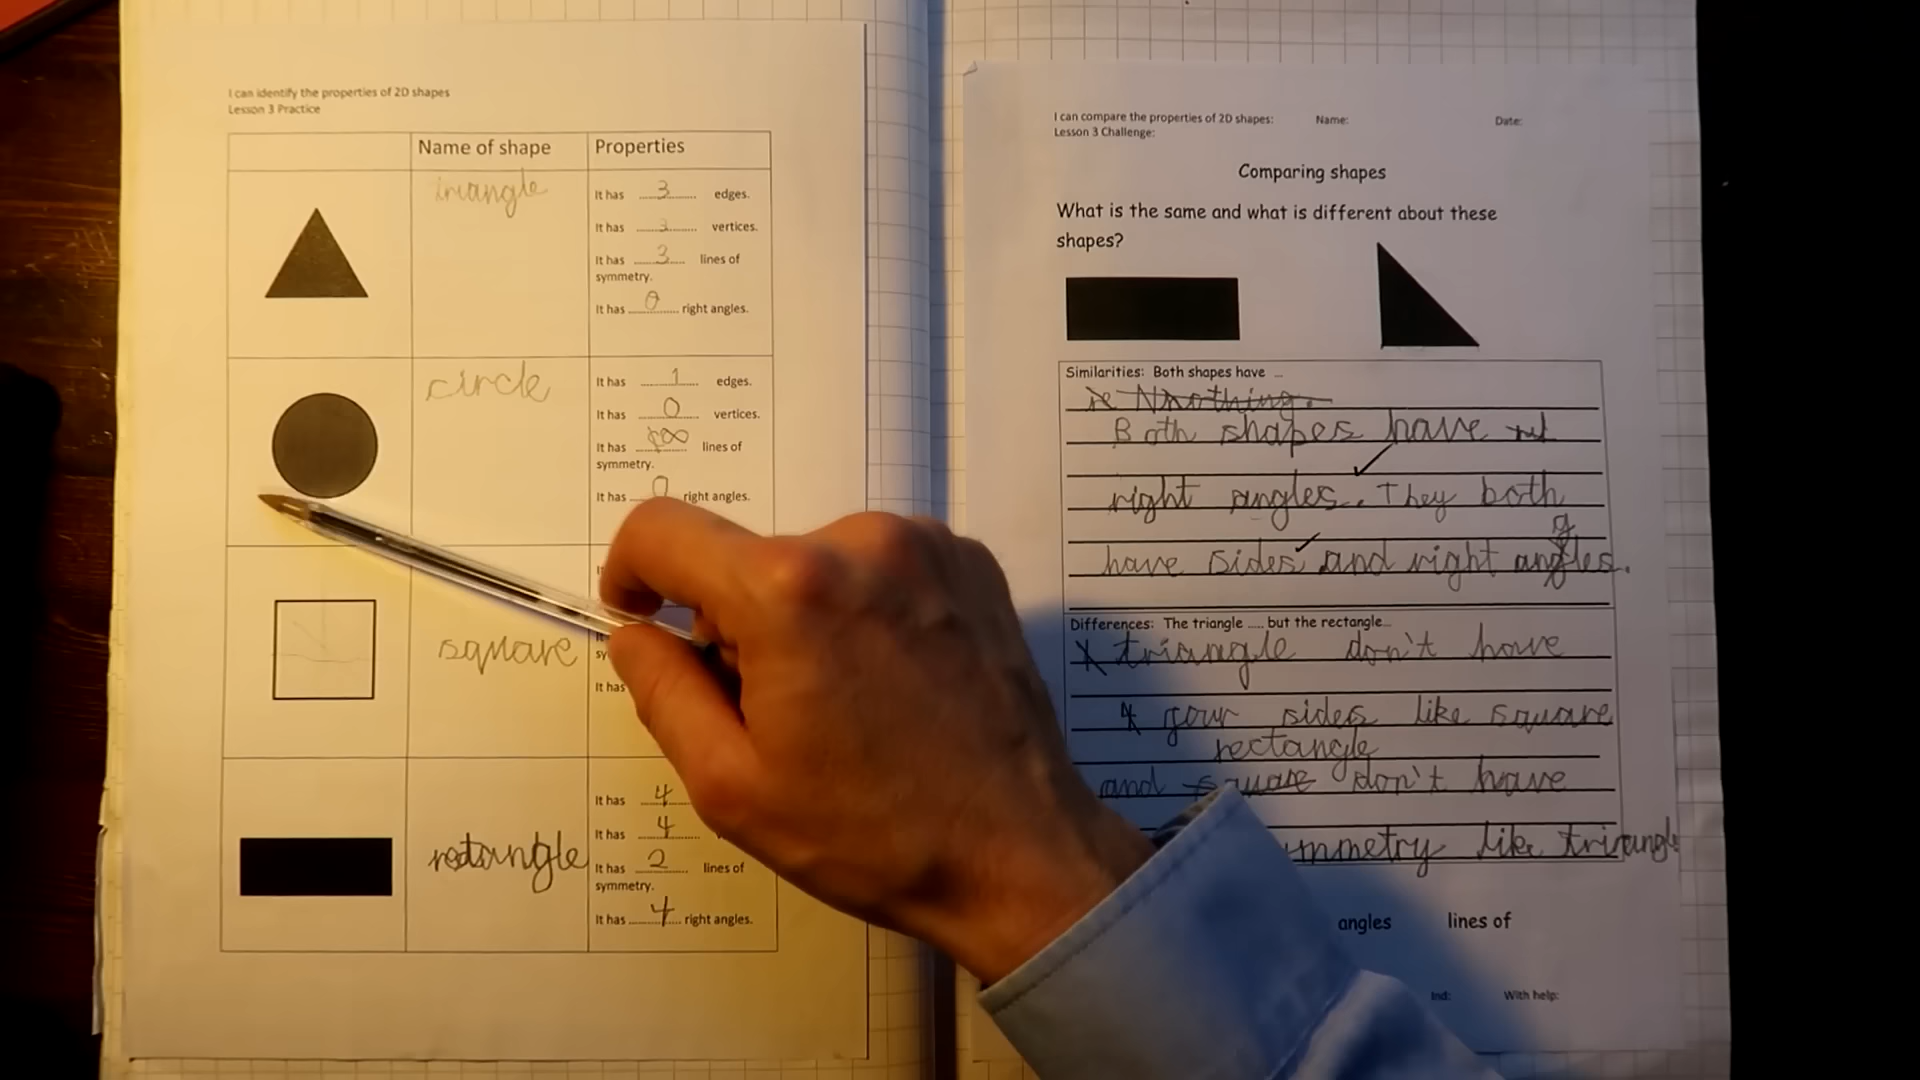 I can identify the properties of 2D shapes
Lesson 3 Practice
Name of shape
Properties
triangle
It has 3 edges.
It has 3 vertices.
It has 3 lines of
symmetry.
It has 0 right angles.
circle
It has 1 edges.
It has 0 vertices.
It has ∞ lines of
symmetry.
It has 0 right angles.
square
It has
rectangle
It has 4
It has 4
It has 2 lines of
symmetry.
It has 4 right angles.
I can compare the properties of 2D shapes: Name: Date:
Lesson 3 Challenge:
Comparing shapes
What is the same and what is different about these
shapes?
Similarities: Both shapes have ...
Nothing.
Both shapes have
right angles. They both
have sides and right angles.
Differences: The triangle ..... but the rectangle...
triangle don't have
4 gour sides like square
rectangle
and square don't have
like triangle
angles lines of
Ind: With help: